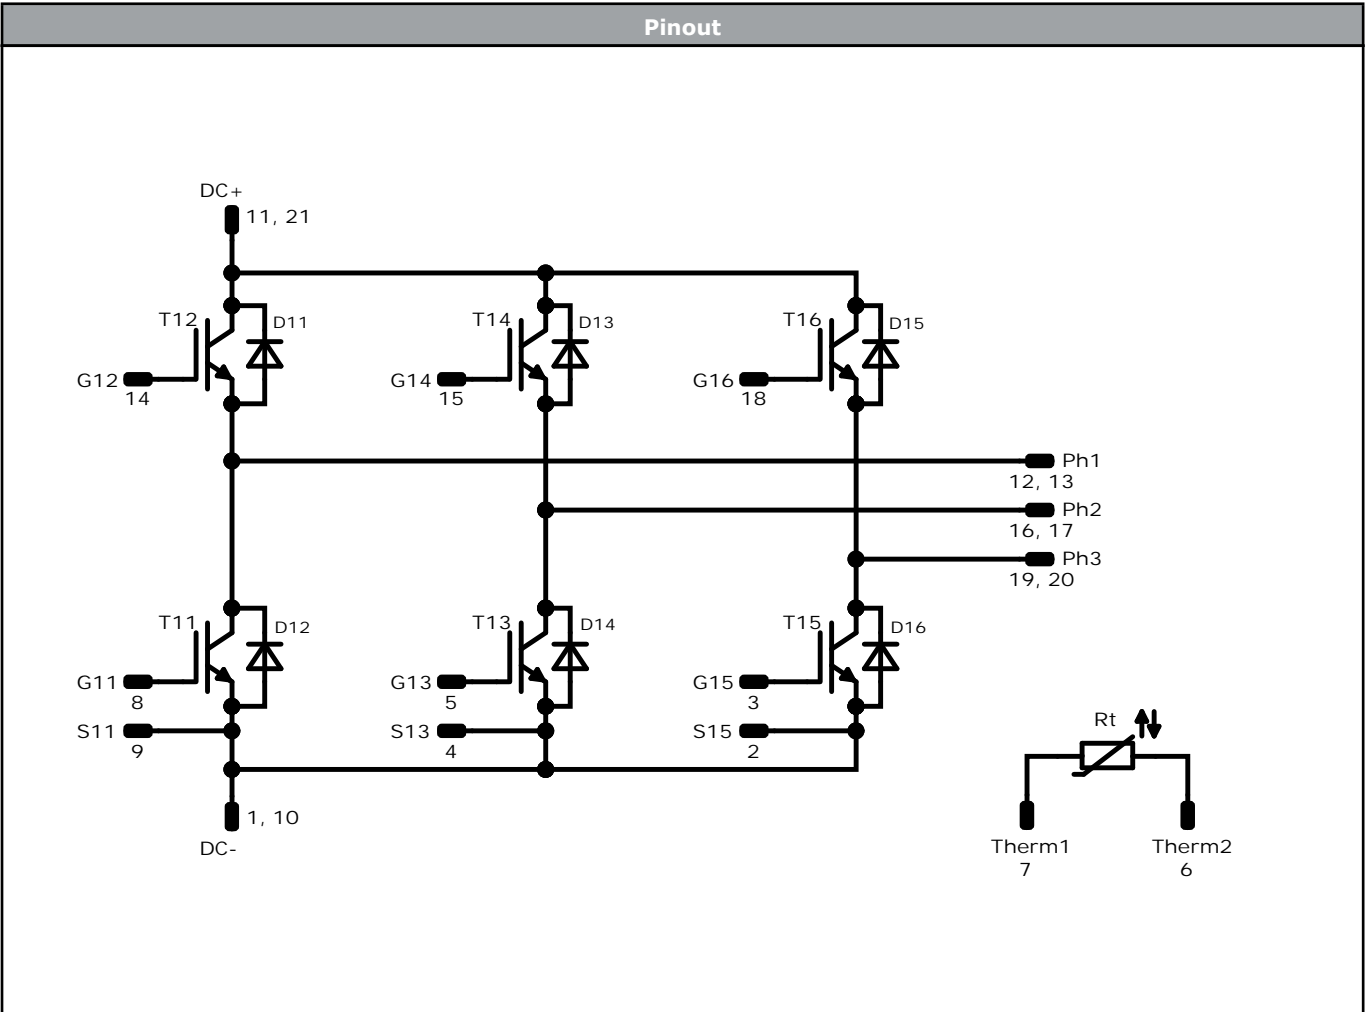 Pinout
DC+
11, 21
T12
D11
T14
D13
T16
D15
G12
14
G14
15
G16
18
Ph1
12, 13
Ph2
16, 17
Ph3
19, 20
T11
D12
T13
D14
T15
D16
G11
8
G13
5
G15
3
S11
9
S13
4
S15
2
Rt
1, 10
DC-
Therm1
7
Therm2
6